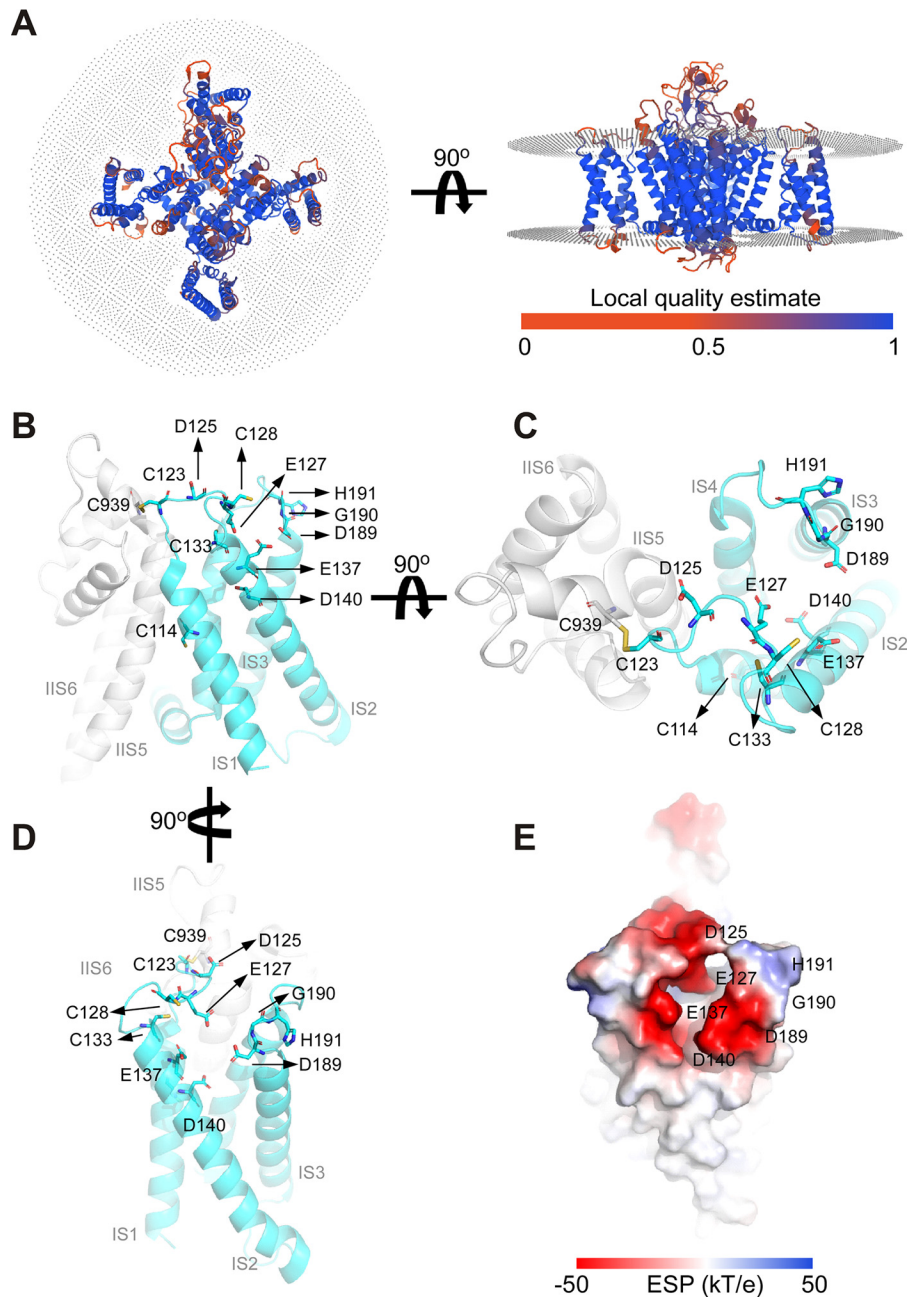 A
90º
Local quality estimate
0 0.5 1
B
D125
C128
C123
E127
C939
H191
G190
D189
C133
E137
D140
C114
IS3
IIS6
IS2
IIS5
IS1
90º
C
IIS6
H191
IS4
IS3
IIS5
G190
D125
D189
E127
D140
C939
IS2
C123
E137
C114
C133
C128
90º
D
IIS5
C939
D125
C123
IIS6
E127
G190
C128
C133
H191
D189
E137
D140
IS3
IS1
IS2
E
D125
H191
E127
G190
E137
D189
D140
-50 ESP (kT/e) 50